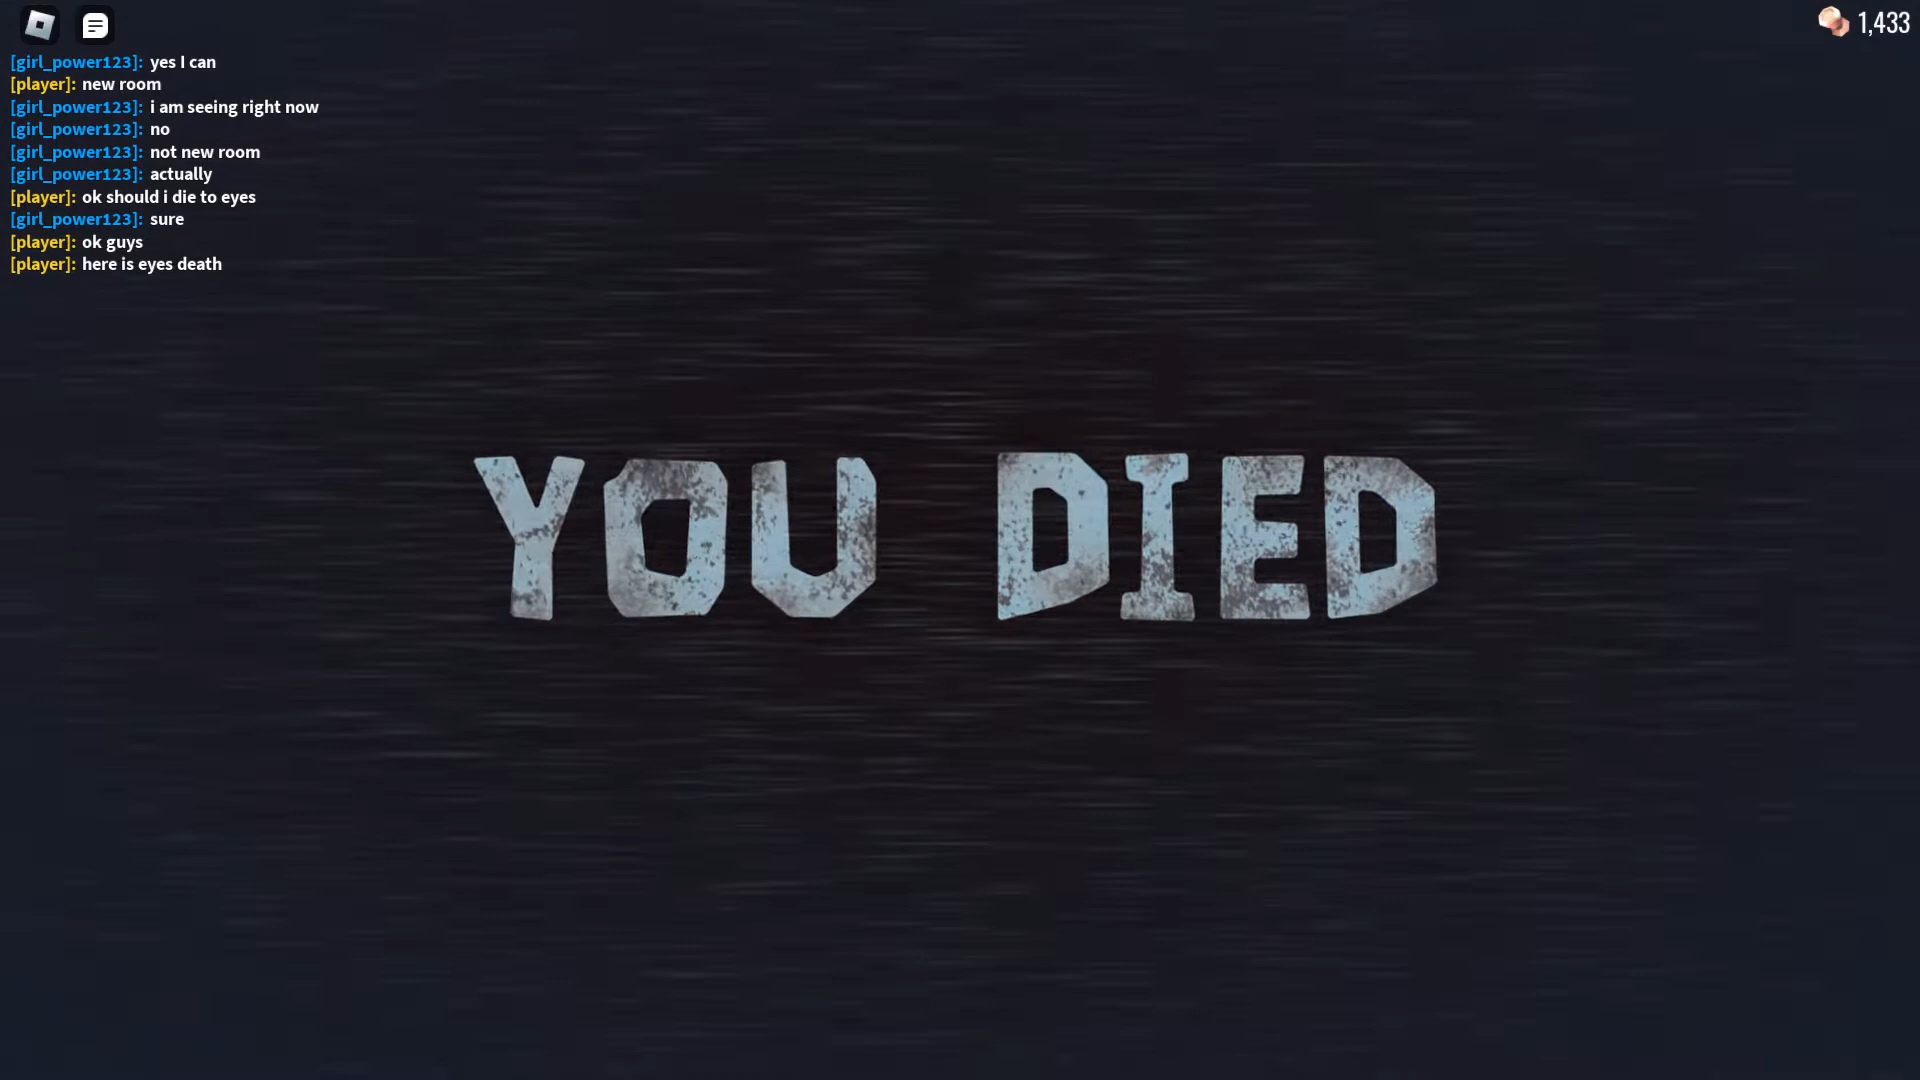 1,433
[girl_power123]: yes I can
[player]: new room
[girl_power123]: i am seeing right now
[girl_power123]: no
[girl_power123]: not new room
[girl_power123]: actually
[player]: ok should i die to eyes
[girl_power123]: sure
[player]: ok guys
[player]: here is eyes death
YOU DIED